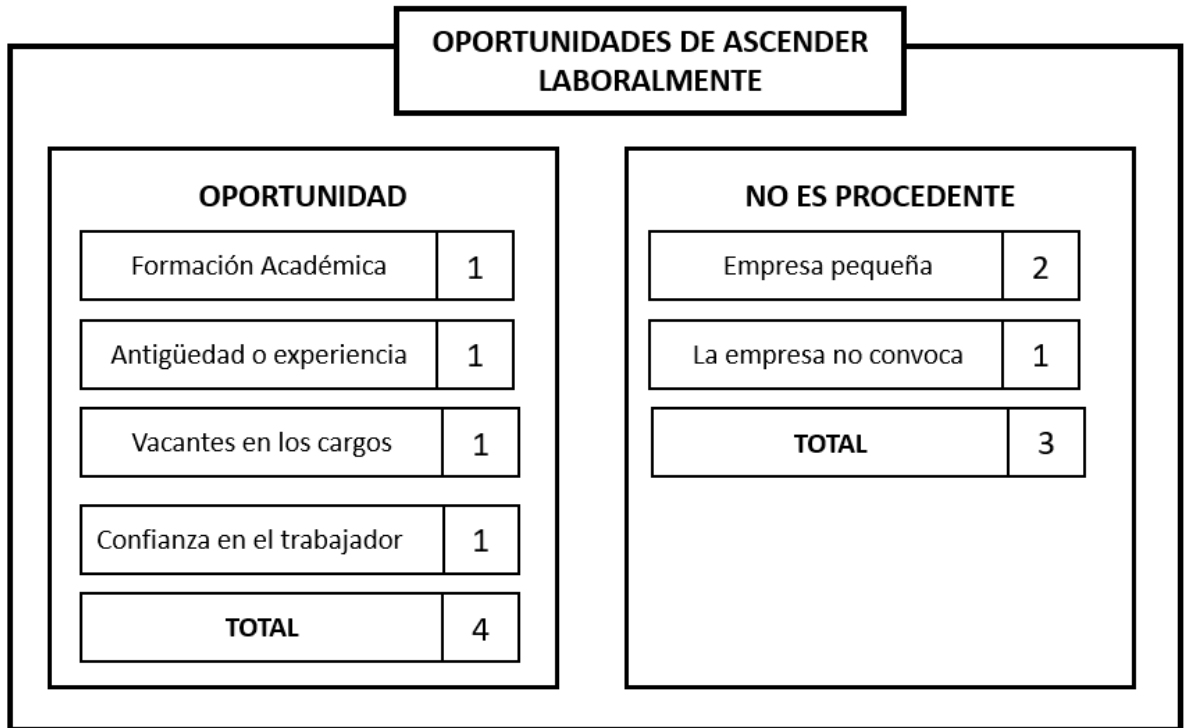 OPORTUNIDADES DE ASCENDER
LABORALMENTE
OPORTUNIDAD
Formación Académica 1
Antigüedad o experiencia 1
Vacantes en los cargos 1
Confianza en el trabajador 1
TOTAL 4
NO ES PROCEDENTE
Empresa pequeña 2
La empresa no convoca 1
TOTAL 3